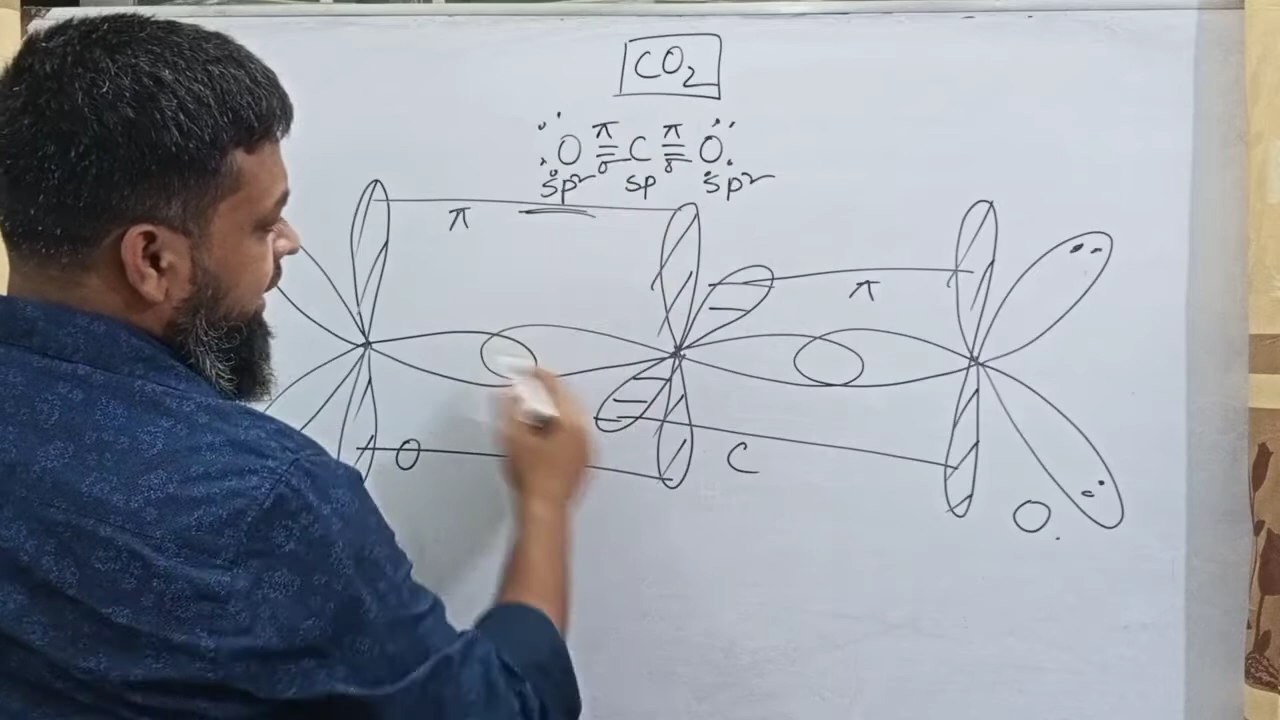 CO₂
π π
:Ö = C = Ö:
σ σ
sp² sp sp²
π
π
O
C
O